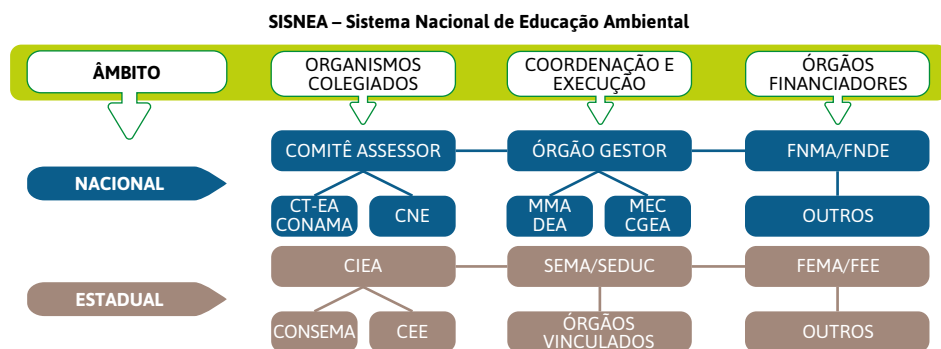 SISNEA – Sistema Nacional de Educação Ambiental
ÂMBITO
ORGANISMOS
COLEGIADOS
COORDENAÇÃO E
EXECUÇÃO
ÓRGÃOS
FINANCIADORES
NACIONAL
COMITÊ ASSESSOR
ÓRGÃO GESTOR
FNMA/FNDE
CT-EA
CONAMA
CNE
MMA
DEA
MEC
CGEA
OUTROS
ESTADUAL
CIEA
SEMA/SEDUC
FEMA/FEE
CONSEMA
CEE
ÓRGÃOS
VINCULADOS
OUTROS